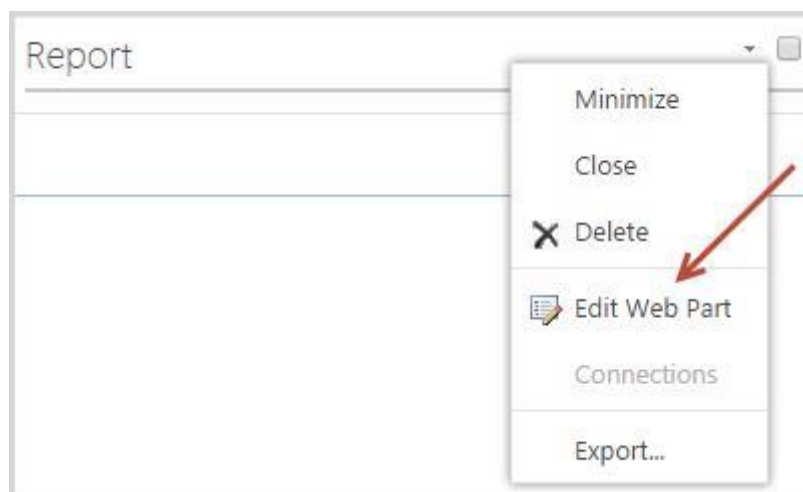 Report
Minimize
Close
Delete
Edit Web Part
Connections
Export...